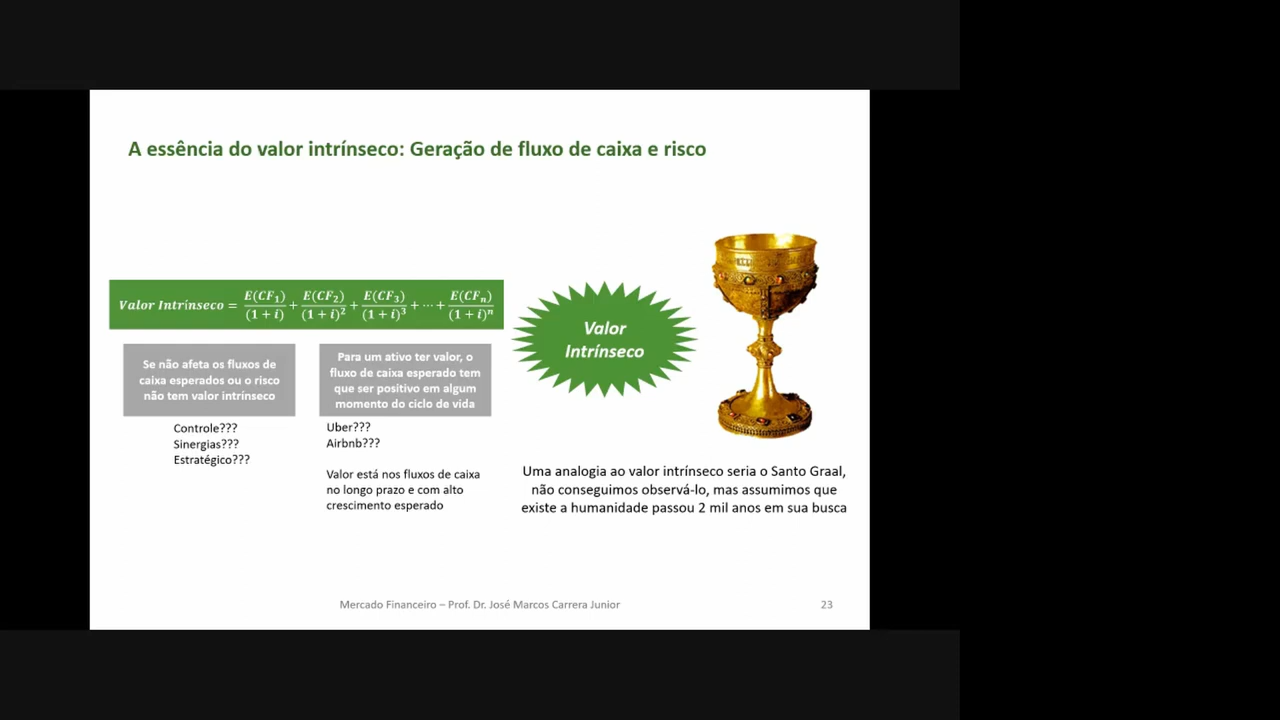 A essência do valor intrínseco: Geração de fluxo de caixa e risco
Valor Intrínseco = E(CF₁)/(1 + i) + E(CF₂)/(1 + i)² + E(CF₃)/(1 + i)³ + ⋯ + E(CFₙ)/(1 + i)ⁿ
Se não afeta os fluxos de
caixa esperados ou o risco
não tem valor intrínseco
Controle???
Sinergias???
Estratégico???
Para um ativo ter valor, o
fluxo de caixa esperado tem
que ser positivo em algum
momento do ciclo de vida
Uber???
Airbnb???
Valor está nos fluxos de caixa
no longo prazo e com alto
crescimento esperado
Valor
Intrínseco
Uma analogia ao valor intrínseco seria o Santo Graal,
não conseguimos observá-lo, mas assumimos que
existe a humanidade passou 2 mil anos em sua busca
Mercado Financeiro – Prof. Dr. José Marcos Carrera Junior
23